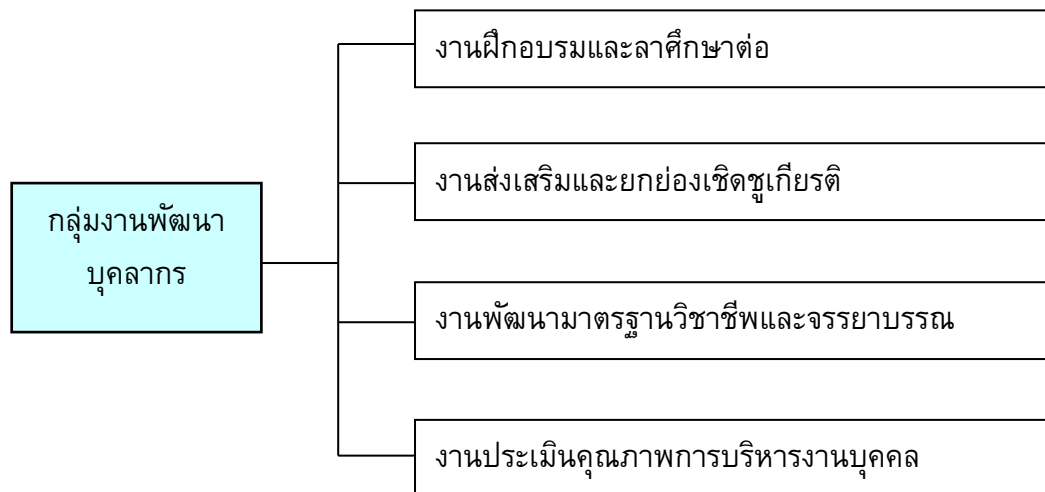 งานฝึกอบรมและลาศึกษาต่อ
งานส่งเสริมและยกย่องเชิดชูเกียรติ
กลุ่มงานพัฒนา
บุคลากร
งานพัฒนามาตรฐานวิชาชีพและจรรยาบรรณ
งานประเมินคุณภาพการบริหารงานบุคคล